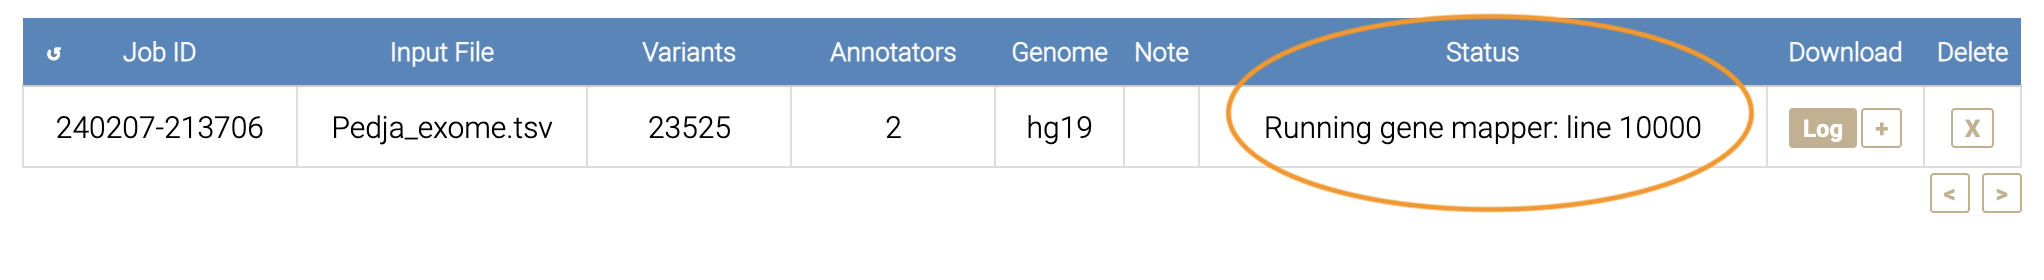 ↺ Job ID Input File Variants Annotators Genome Note Status Download Delete
240207-213706 Pedja_exome.tsv 23525 2 hg19 Running gene mapper: line 10000 Log + X
< >